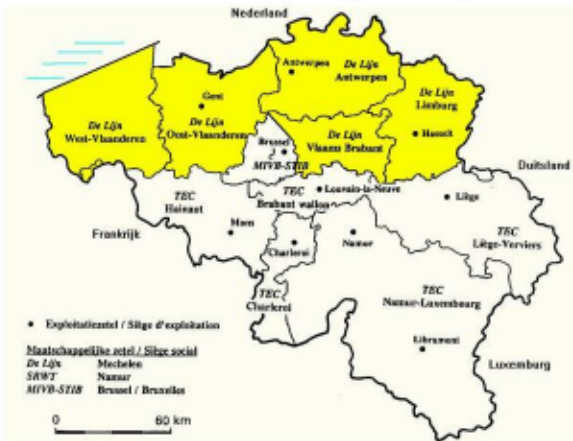 Nederland
De Lijn
Antwerpen
Antwerpen
De Lijn
Limburg
Hasselt
Gent
De Lijn
West-Vlaanderen
De Lijn
Oost-Vlaanderen
Brussel
MIVB-STIB
De Lijn
Vlaams Brabant
Duitsland
TEC
Hainaut
TEC
Brabant wallon
Louvain-la-Neuve
Liège
Mons
Frankrijk
Charleroi
Namur
TEC
Liège-Verviers
TEC
Charleroi
TEC
Namur-Luxembourg
Libramont
Luxemburg
• Exploitatiezetel / Siège d'exploitation
Maatschappelijke zetel / Siège social
De Lijn Mechelen
SRWT Namur
MIVB-STIB Brussel / Bruxelles
0 60 km